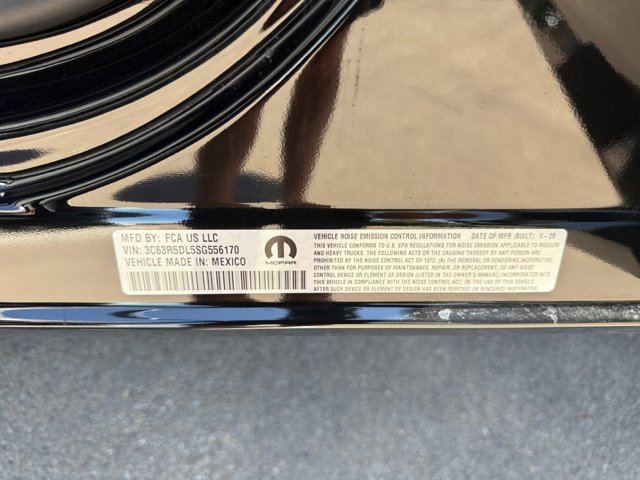 MFD BY: FCA US LLC
VIN: 3C63R5DL5SG556170
VEHICLE MADE IN: MEXICO
MOPAR
VEHICLE NOISE EMISSION CONTROL INFORMATION DATE OF MFR (BUILT): 5-25
THIS VEHICLE CONFORMS TO U.S. EPA REGULATIONS FOR NOISE EMISSION APPLICABLE TO MEDIUM
AND HEAVY TRUCKS. THE FOLLOWING ACTS OR THE CAUSING THEREOF BY ANY PERSON ARE
PROHIBITED BY THE NOISE CONTROL ACT OF 1972: (A) THE REMOVAL OR RENDERING INOPERATIVE,
OTHER THAN FOR PURPOSES OF MAINTENANCE, REPAIR, OR REPLACEMENT, OF ANY NOISE
CONTROL DEVICE OR ELEMENT OF DESIGN (LISTED IN THE OWNER'S MANUAL) INCORPORATED INTO
THIS VEHICLE IN COMPLIANCE WITH THE NOISE CONTROL ACT; (B) THE USE OF THIS VEHICLE
AFTER SUCH DEVICE OR ELEMENT OF DESIGN HAS BEEN REMOVED OR RENDERED INOPERATIVE